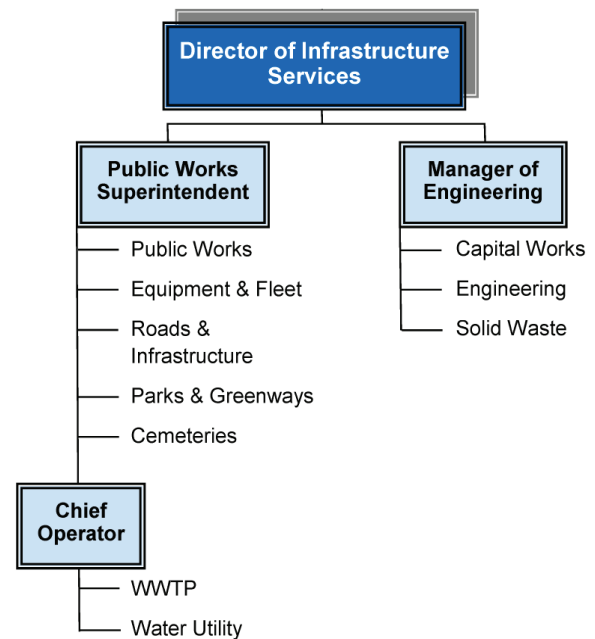 Director of Infrastructure
Services
Public Works
Superintendent
Public Works
Equipment & Fleet
Roads &
Infrastructure
Parks & Greenways
Cemeteries
Chief
Operator
WWTP
Water Utility
Manager of
Engineering
Capital Works
Engineering
Solid Waste